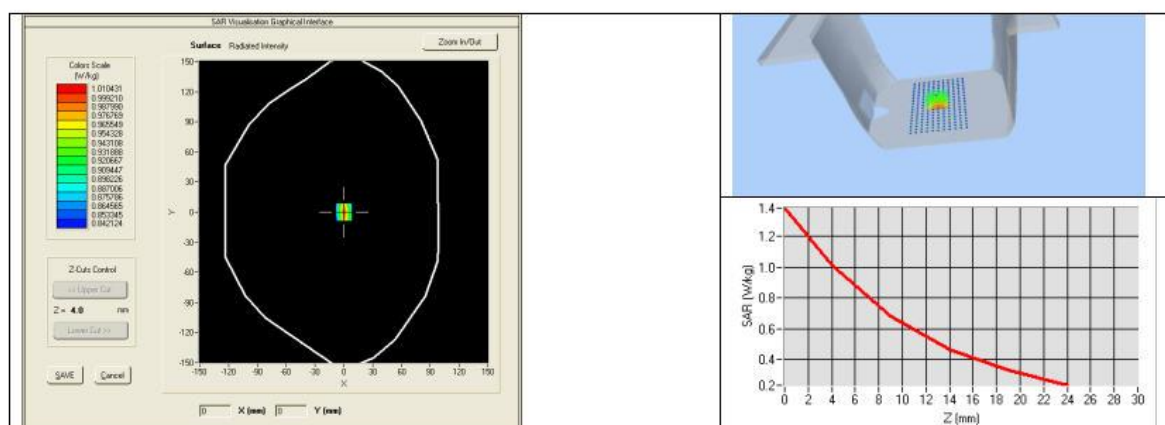 SAR Visualisation Graphical Interface
Surface Radiated Intensity
Zoom In/Out
Colors Scale
(W/kg)
1.010431
0.999210
0.987990
0.976769
0.965549
0.954328
0.943108
0.931888
0.920667
0.909447
0.898226
0.887006
0.875786
0.864565
0.853345
0.842124
150
120
90
60
30
0
-30
-60
-90
-120
-150
Y
-150 -120 -90 -60 -30 0 30 60 90 120 150
X
Z-Cuts Control
<< Upper Cut
Z = 4.0 mm
Lower Cut >>
SAVE Cancel
0 X (mm) 0 Y (mm)
SAR (W/kg)
1.4
1.2
1.0
0.8
0.6
0.4
0.2
0 2 4 6 8 10 12 14 16 18 20 22 24 26 28 30
Z (mm)